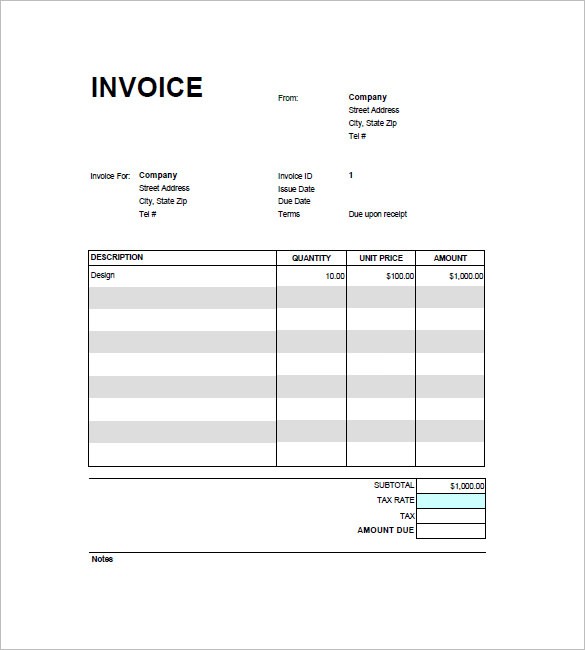 INVOICE
From: Company
Street Address
City, State Zip
Tel #
Invoice For: Company
Street Address
City, State Zip
Tel #
Invoice ID 1
Issue Date
Due Date
Terms Due upon receipt
DESCRIPTION QUANTITY UNIT PRICE AMOUNT
Design 10.00 $100.00 $1,000.00
SUBTOTAL $1,000.00
TAX RATE
TAX
AMOUNT DUE
Notes